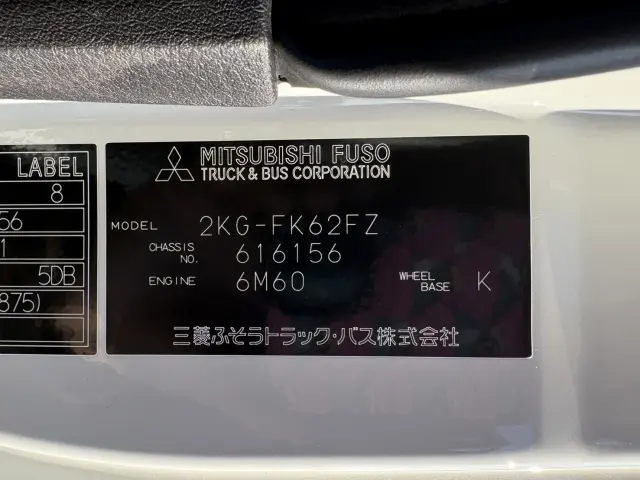 LABEL
8
56
1
5DB
875)
MITSUBISHI FUSO
TRUCK & BUS CORPORATION
MODEL 2KG-FK62FZ
CHASSIS NO. 616156
ENGINE 6M60 WHEEL BASE K
三菱ふそうトラック・バス株式会社